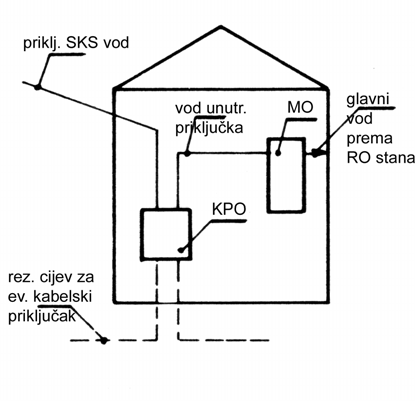 priklj. SKS vod
vod unutr.
priključka
MO
glavni
vod
prema
RO stana
KPO
rez. cijev za
ev. kabelski
priključak